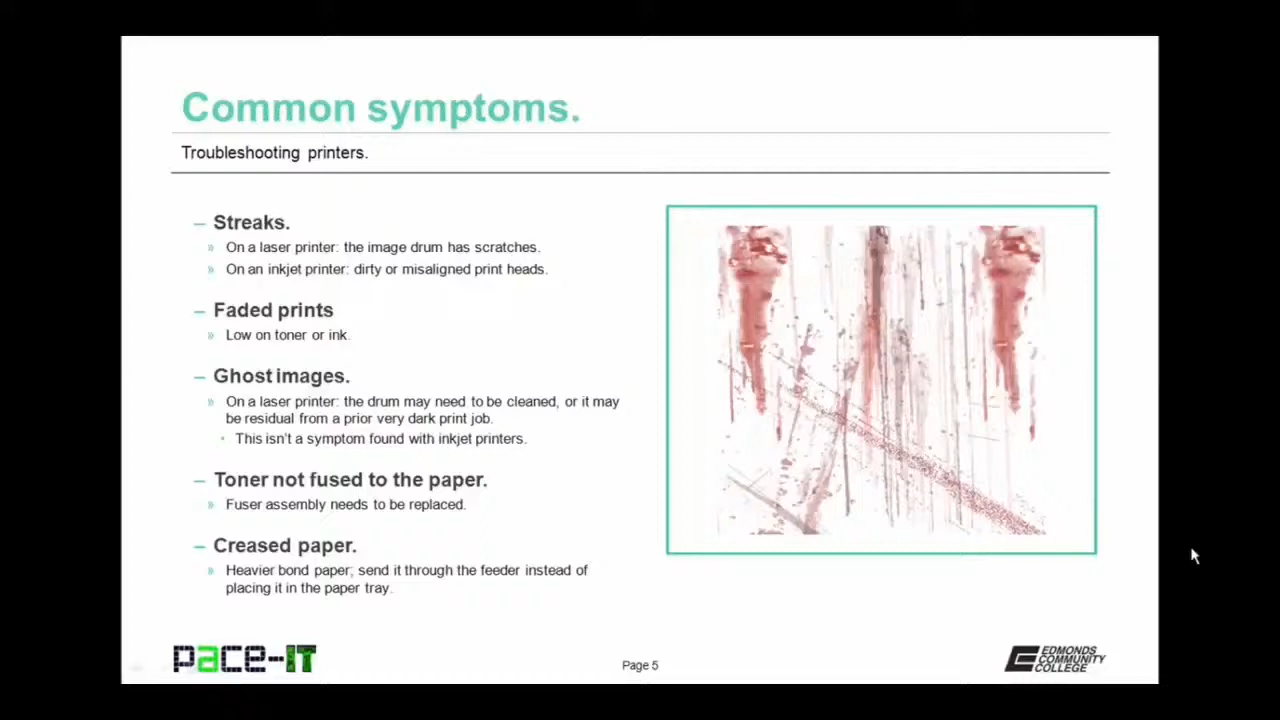 Common symptoms.
Troubleshooting printers.
– Streaks.
» On a laser printer: the image drum has scratches.
» On an inkjet printer: dirty or misaligned print heads.
– Faded prints
» Low on toner or ink.
– Ghost images.
» On a laser printer: the drum may need to be cleaned, or it may
be residual from a prior very dark print job.
• This isn't a symptom found with inkjet printers.
– Toner not fused to the paper.
» Fuser assembly needs to be replaced.
– Creased paper.
» Heavier bond paper; send it through the feeder instead of
placing it in the paper tray.
pace-IT
Page 5
EDMONDS
COMMUNITY
COLLEGE